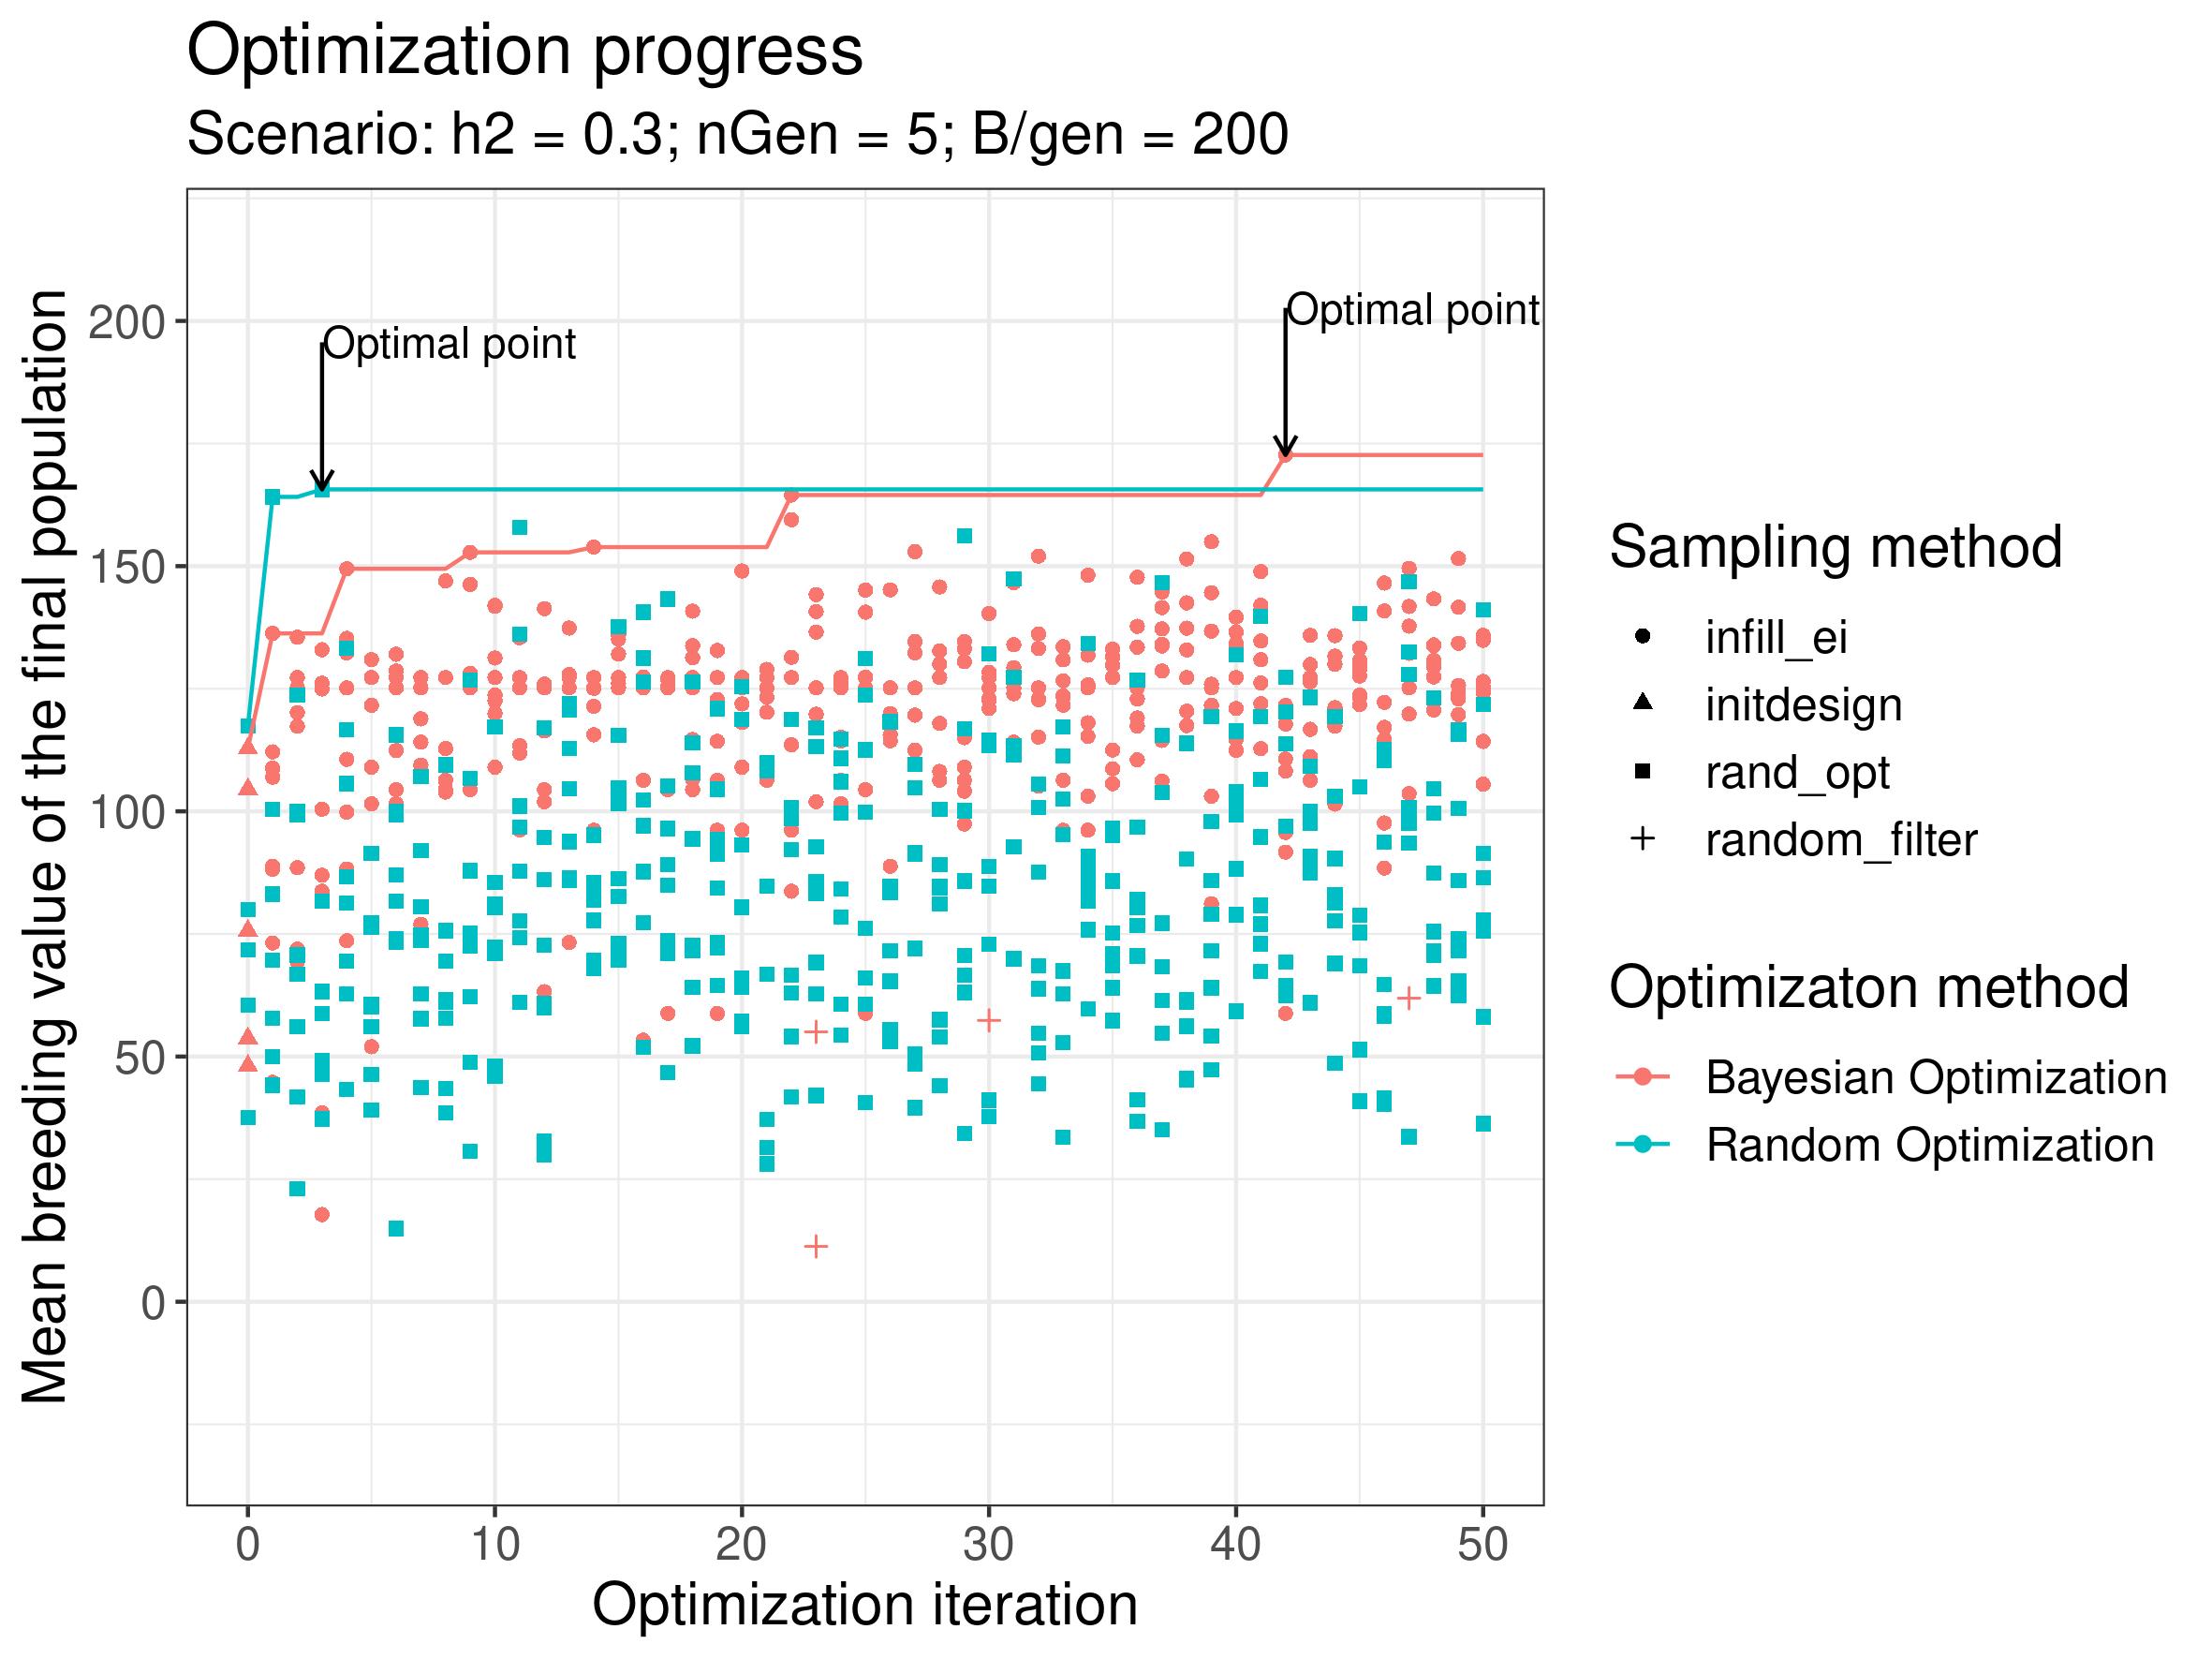 Optimization progress
Scenario: h2 = 0.3; nGen = 5; B/gen = 200
Mean breeding value of the final population
200
150
100
50
0
Optimal point
Optimal point
0 10 20 30 40 50
Optimization iteration
Sampling method
infill_ei
initdesign
rand_opt
random_filter
Optimizaton method
Bayesian Optimization
Random Optimization